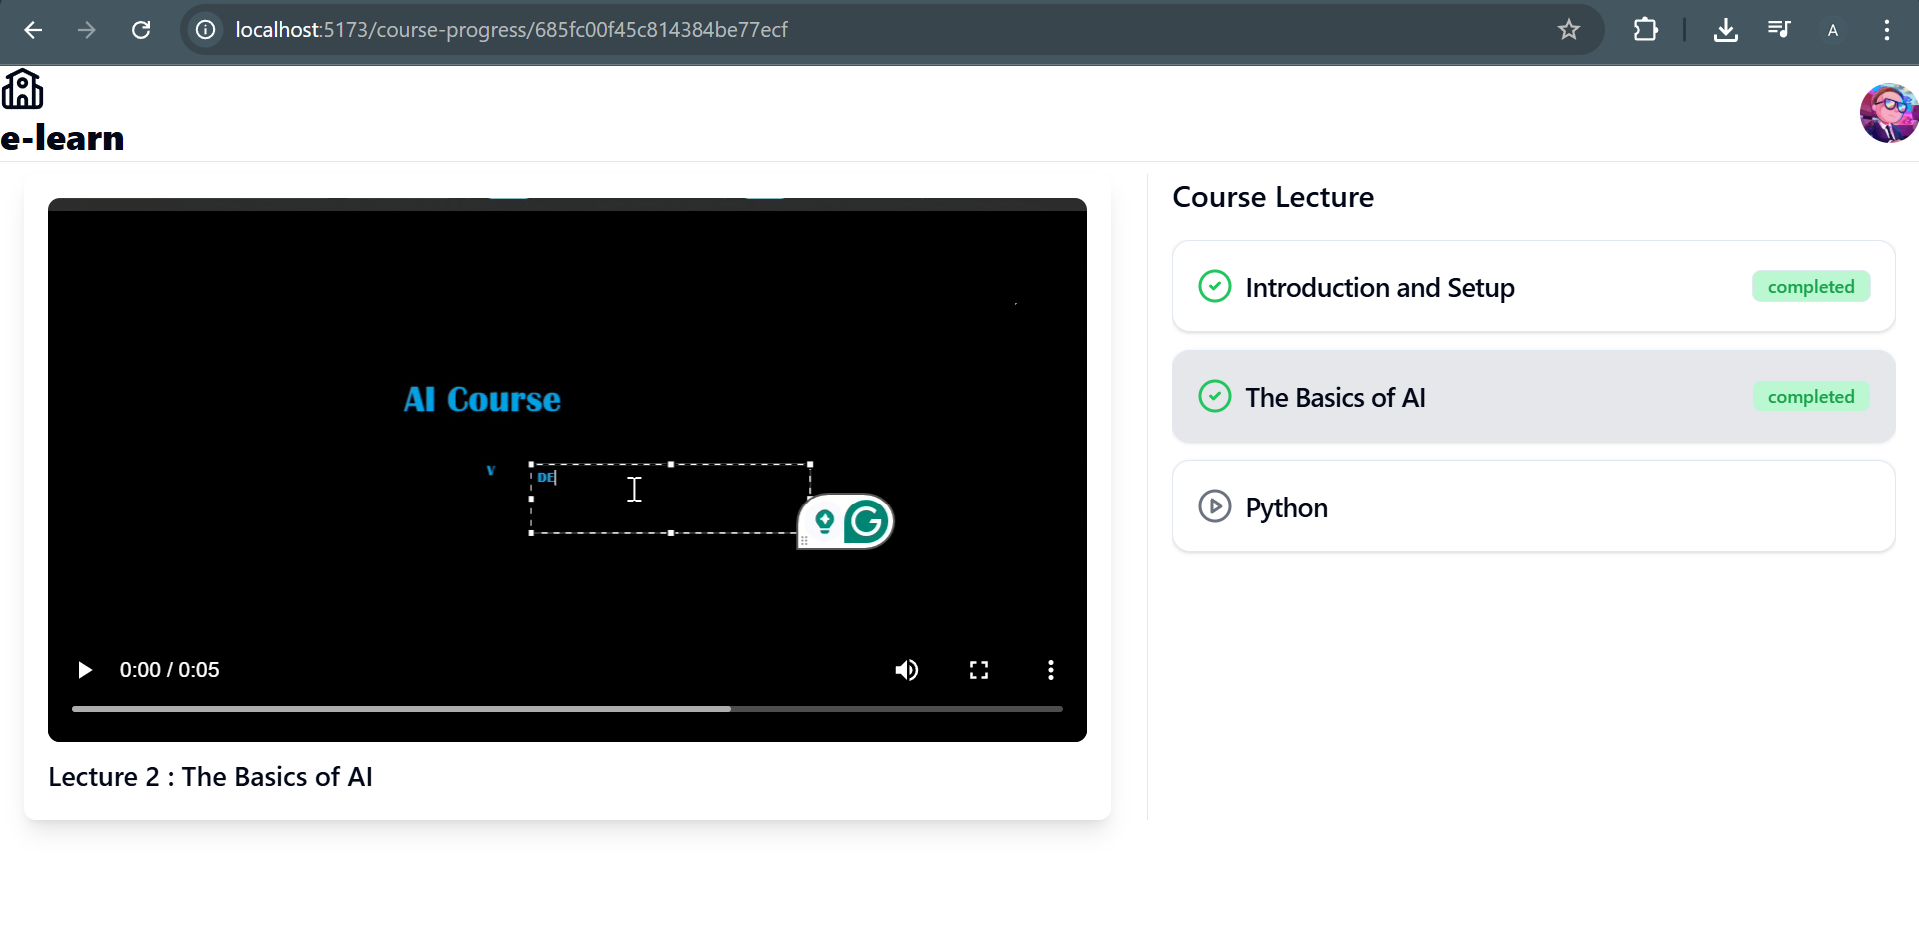 localhost:5173/course-progress/685fc00f45c814384be77ecf
A
e-learn
AI Course
V
DE
G
0:00 / 0:05
Lecture 2 : The Basics of AI
Course Lecture
Introduction and Setup
completed
The Basics of AI
completed
Python